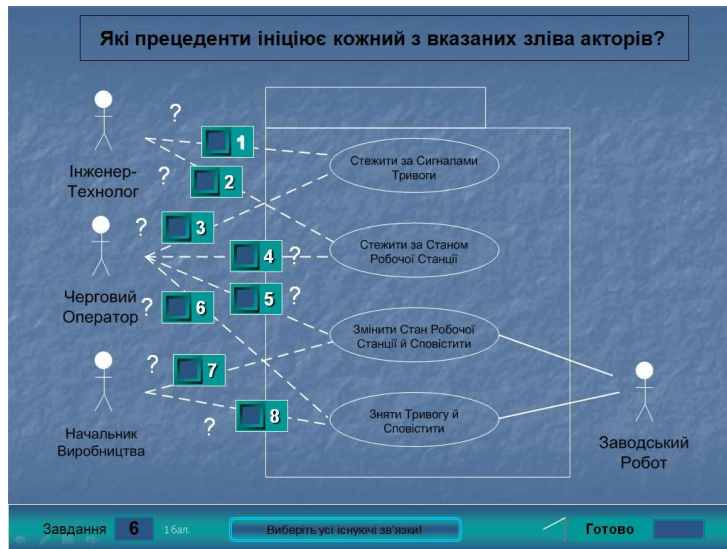 Які прецеденти ініціює кожний з вказаних зліва акторів?
?
1
Інженер-
Технолог
Стежити за Сигналами
Тривоги
?
2
?
3
4
?
Стежити за Станом
Робочої Станції
Черговий
Оператор
5
?
?
6
Змінити Стан Робочої
Станції й Сповістити
?
7
?
8
Зняти Тривогу й
Сповістити
Начальник
Виробництва
Заводський
Робот
Завдання 6 1 бал. Виберіть усі існуючі зв'язки! Готово